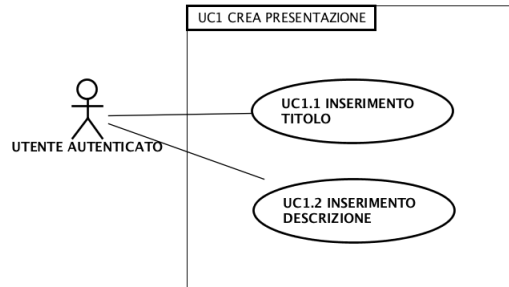 UC1 CREA PRESENTAZIONE
UC1.1 INSERIMENTO
TITOLO
UTENTE AUTENTICATO
UC1.2 INSERIMENTO
DESCRIZIONE